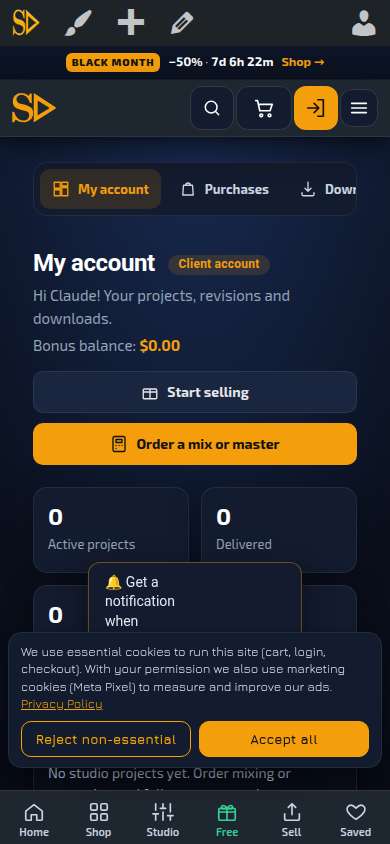 SD
BLACK MONTH −50% · 7d 6h 22m Shop →
SD
My account Purchases Down
My account Client account
Hi Claude! Your projects, revisions and
downloads.
Bonus balance: $0.00
Start selling
Order a mix or master
0 0
Active projects Delivered
0
🔔 Get a
notification
when
We use essential cookies to run this site (cart, login,
checkout). With your permission we also use marketing
cookies (Meta Pixel) to measure and improve our ads.
Privacy Policy
Reject non-essential Accept all
No studio projects yet. Order mixing or
Home Shop Studio Free Sell Saved